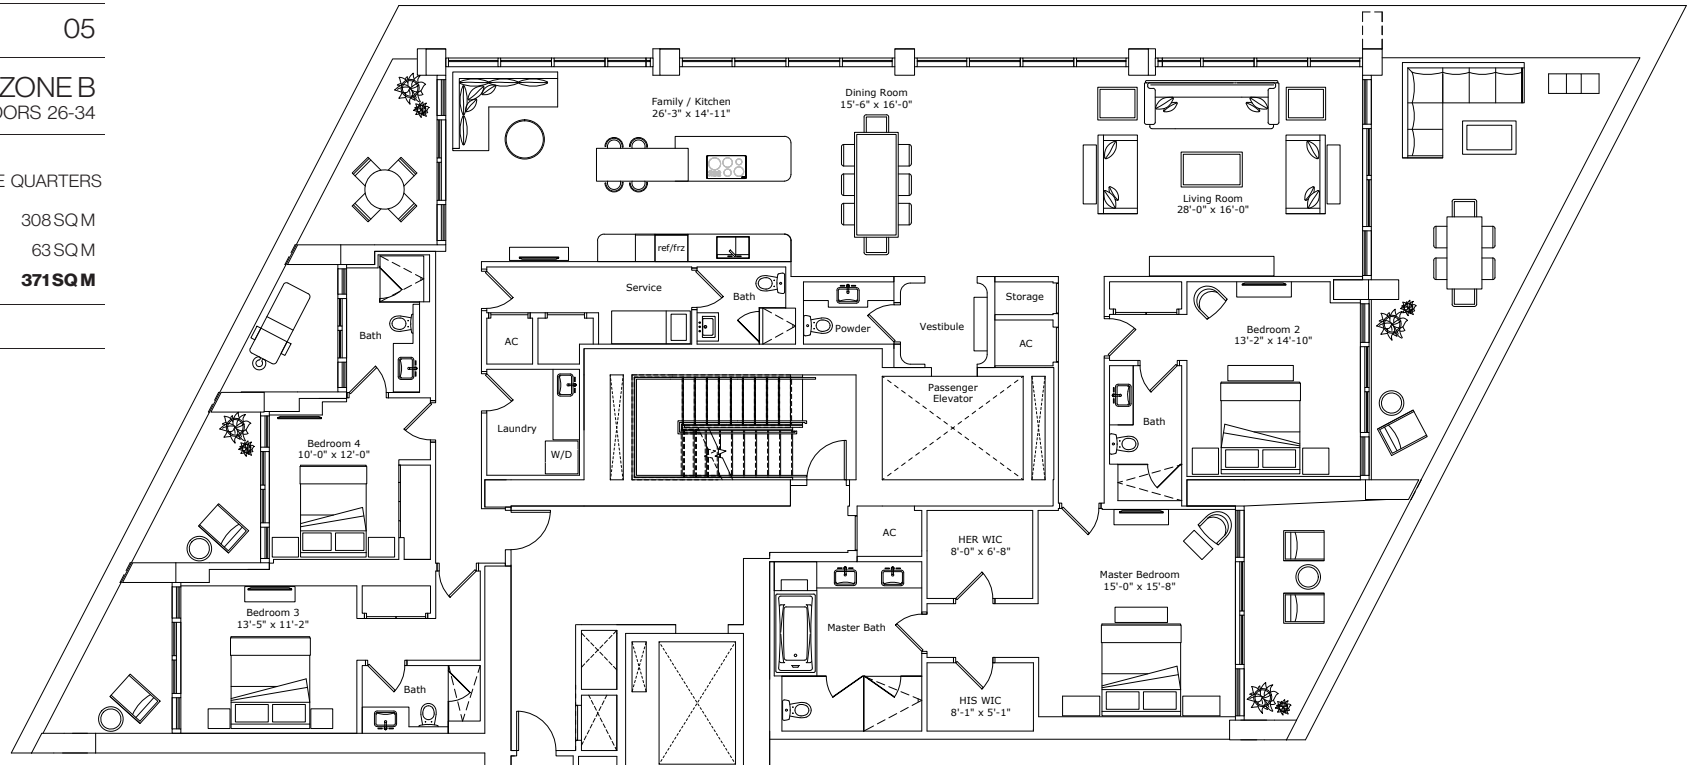 05
ZONE B
ORS 26-34
E QUARTERS
308 SQ M
63 SQ M
371 SQ M
Family / Kitchen
26'-3" x 14'-11"
Dining Room
15'-6" x 16'-0"
Living Room
28'-0" x 16'-0"
ref/frz
Service
Bath
Powder
Vestibule
Storage
AC
AC
Bath
Bedroom 2
13'-2" x 14'-10"
Passenger
Elevator
Laundry
W/D
Bath
Bedroom 4
10'-0" x 12'-0"
AC
HER WIC
8'-0" x 6'-8"
Master Bedroom
15'-0" x 15'-8"
Bedroom 3
13'-5" x 11'-2"
Master Bath
Bath
HIS WIC
8'-1" x 5'-1"